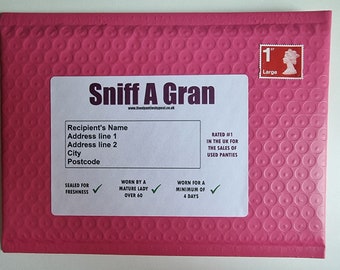 1ST
Large
Sniff A Gran
Recipient's Name
Address line 1
Address line 2
City
Postcode
RATED #1
IN THE UK FOR
THE SALES OF
USED PANTIES
SEALED FOR
FRESHNESS
WORN BY A
MATURE LADY
OVER 60
WORN FOR A
MINIMUM OF
4 DAYS